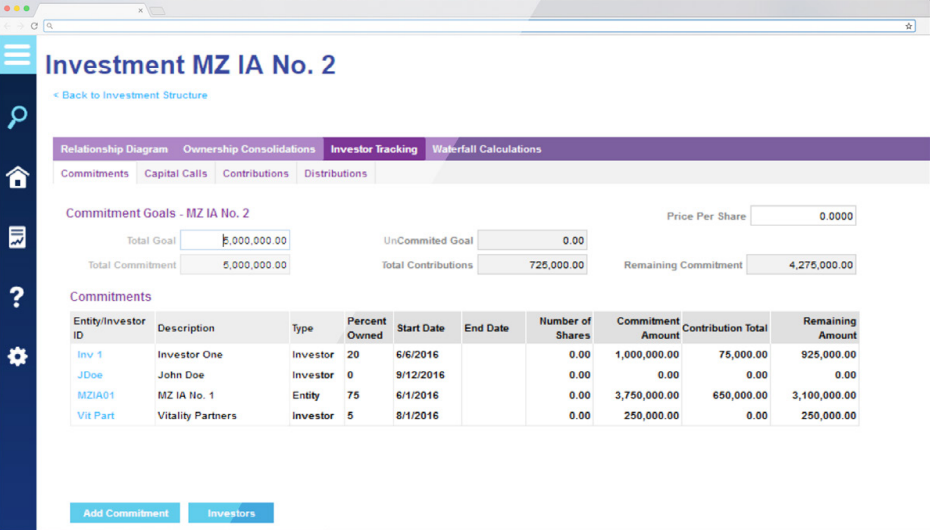 Investment MZ IA No. 2
< Back to Investment Structure
Relationship Diagram Ownership Consolidations Investor Tracking Waterfall Calculations
Commitments Capital Calls Contributions Distributions
Commitment Goals - MZ IA No. 2
Price Per Share 0.0000
Total Goal 5,000,000.00 UnCommited Goal 0.00
Total Commitment 5,000,000.00 Total Contributions 725,000.00 Remaining Commitment 4,275,000.00
Commitments
Entity/Investor ID Description Type Percent Owned Start Date End Date Number of Shares Commitment Amount Contribution Total Remaining Amount
Inv 1 Investor One Investor 20 6/6/2016 0.00 1,000,000.00 75,000.00 925,000.00
JDoe John Doe Investor 0 9/12/2016 0.00 0.00 0.00 0.00
MZIA01 MZ IA No. 1 Entity 75 6/1/2016 0.00 3,750,000.00 650,000.00 3,100,000.00
Vit Part Vitality Partners Investor 5 8/1/2016 0.00 250,000.00 0.00 250,000.00
Add Commitment Investors